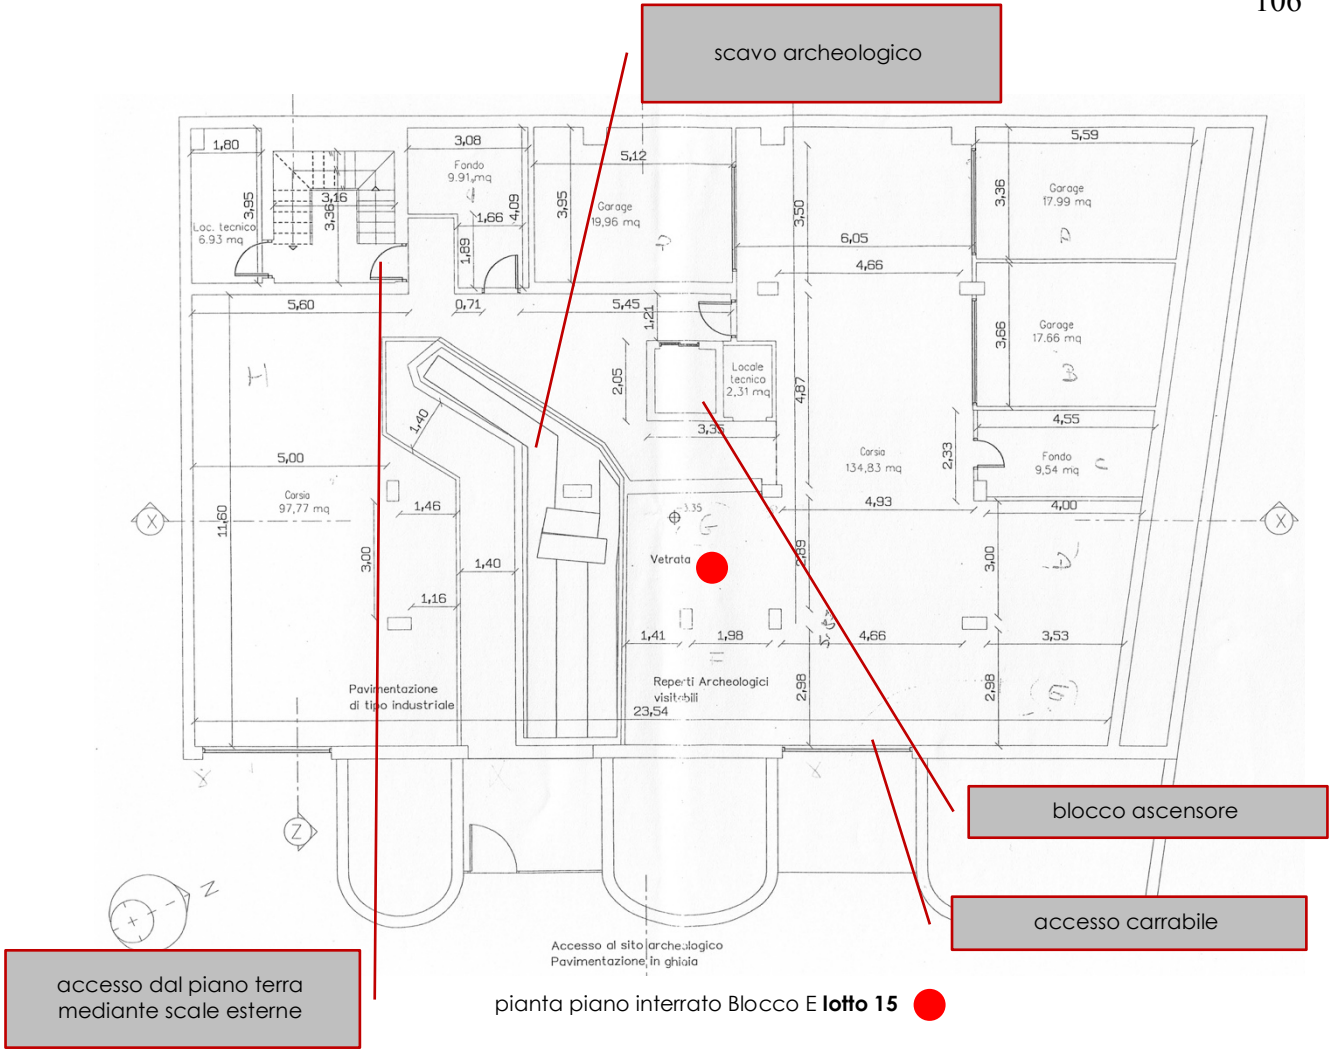 106
scavo archeologico
1,80
3,08
5,12
5,59
Fondo
9.91 mq
3,95
3,16
3,36
4,09
3,95
3,50
3,36
Garage
17.99 mq
Loc. tecnico
6.93 mq
1,66
Garage
19,96 mq
1,89
6,05
4,66
5,60
0,71
5,45
1,21
Garage
17.66 mq
3,66
B
H
2,05
Locale
tecnico
2,31 mq
4,87
1,40
3,35
4,55
5,00
Corsia
134,83 mq
2,33
Fondo
9,54 mq
C
Corsia
97,77 mq
1,46
4,93
4,00
X
11,60
-3.35
G
X
3,00
1,40
Vetrata
2,89
3,00
1,16
1,41
1,98
4,66
3,53
Pavimentazione
di tipo industriale
Reperti Archeologici
visitabili
2,98
2,98
23,54
Z
blocco ascensore
N
accesso carrabile
Accesso al sito archeologico
Pavimentazione in ghiaia
accesso dal piano terra
mediante scale esterne
pianta piano interrato Blocco E lotto 15